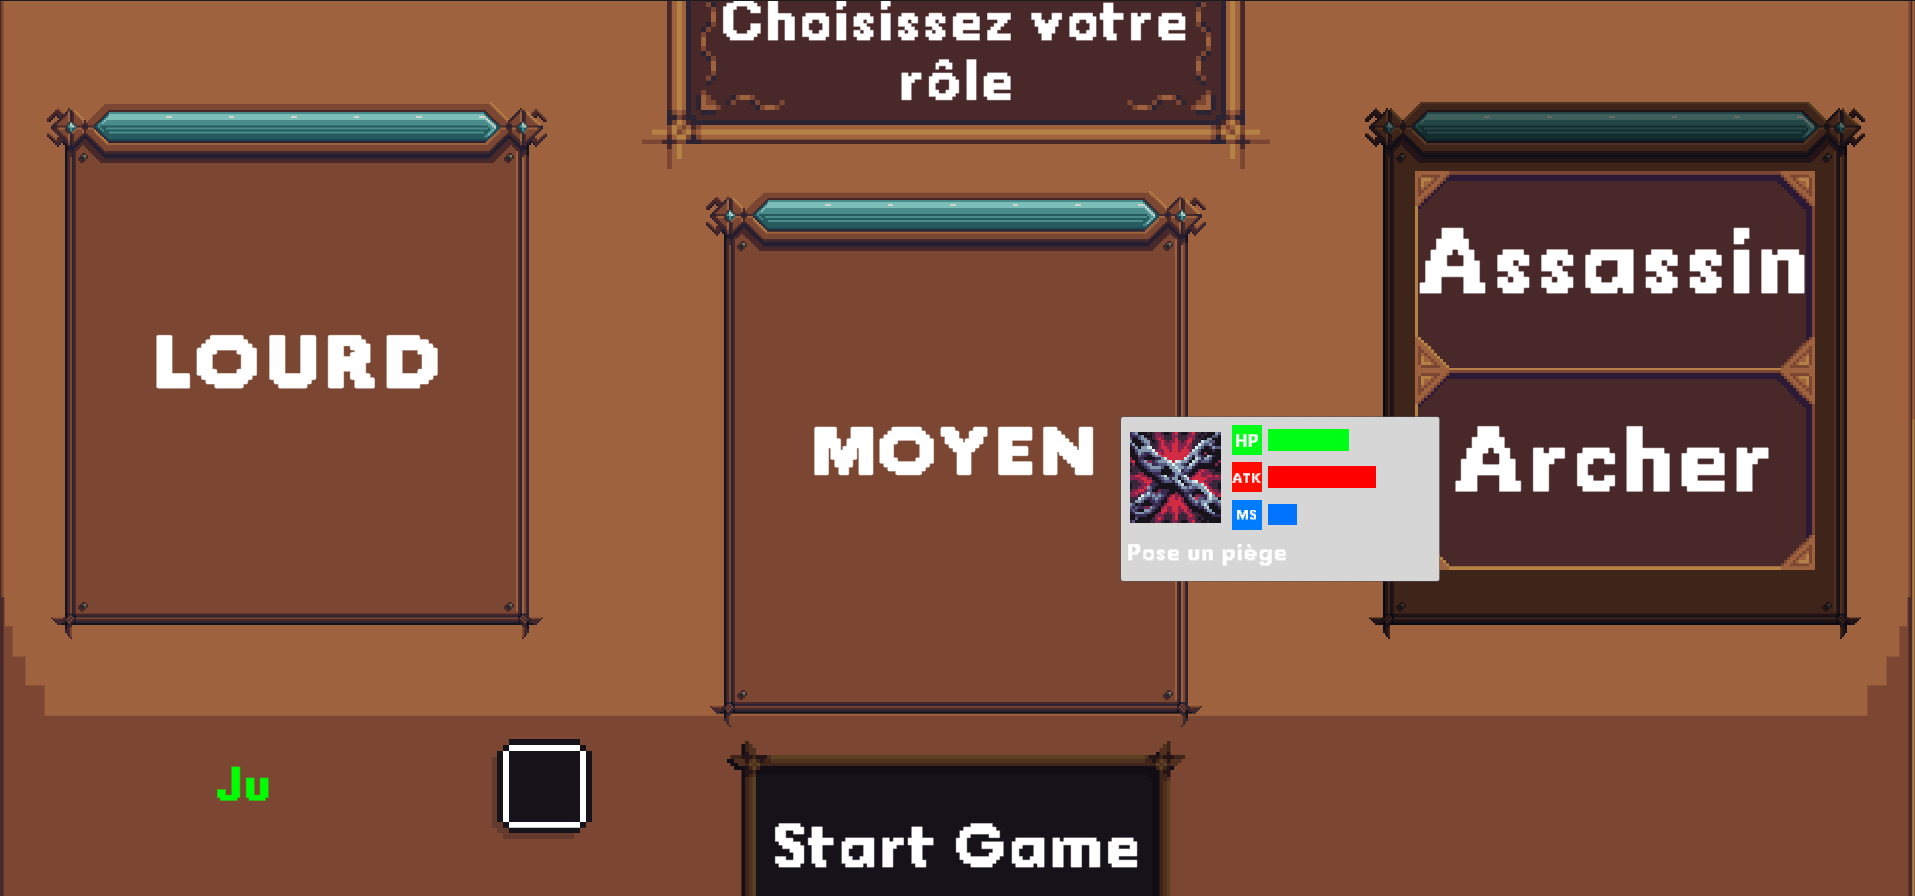 Choisissez votre
rôle
LOURD
MOYEN
Assassin
Archer
HP
ATK
MS
Pose un piège
Ju
Start Game